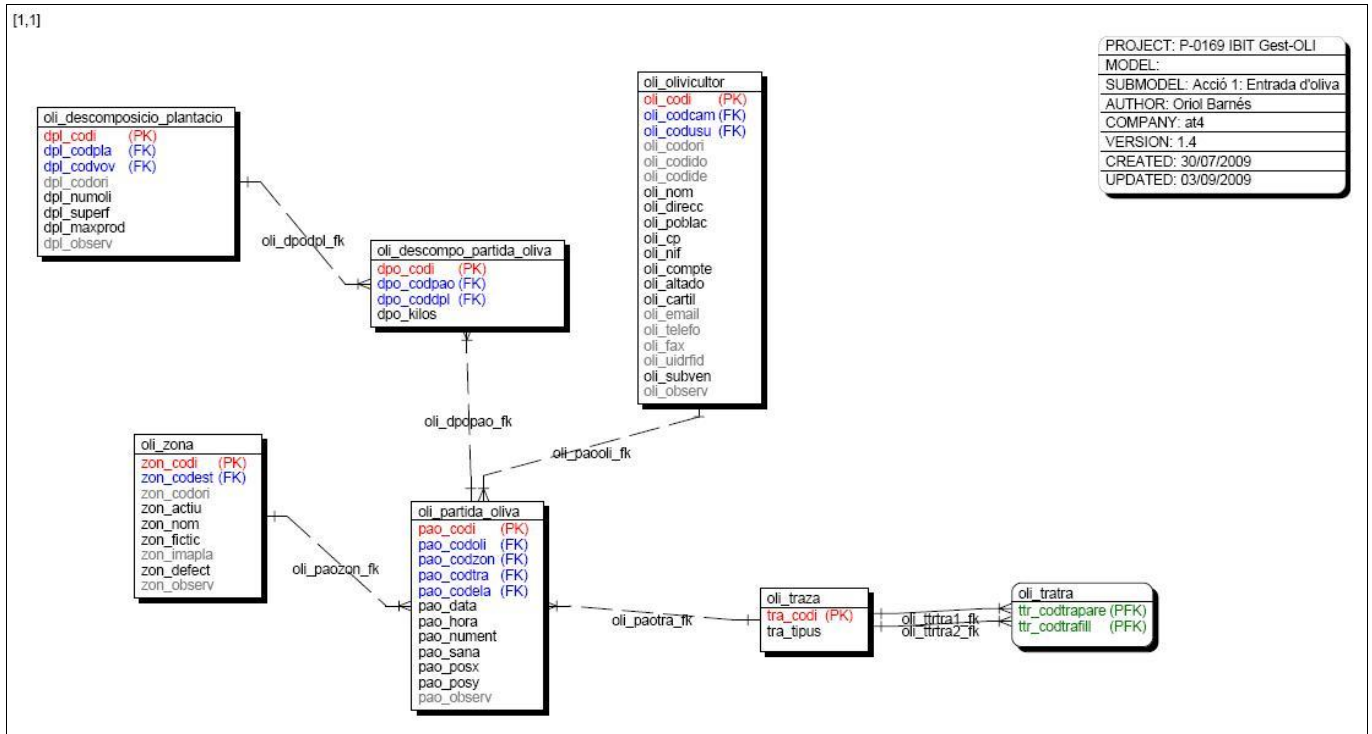 [1,1]
PROJECT: P-0169 IBIT Gest-OLI
MODEL:
SUBMODEL: Acció 1: Entrada d'oliva
AUTHOR: Oriol Barnés
COMPANY: at4
VERSION: 1.4
CREATED: 30/07/2009
UPDATED: 03/09/2009
oli_descomposicio_plantacio
dpl_codi (PK)
dpl_codpla (FK)
dpl_codvov (FK)
dpl_codori
dpl_numoli
dpl_superf
dpl_maxprod
dpl_observ
oli_dpodpl_fk
oli_descompo_partida_oliva
dpo_codi (PK)
dpo_codpao (FK)
dpo_coddpl (FK)
dpo_kilos
oli_olivicultor
oli_codi (PK)
oli_codcam (FK)
oli_codusu (FK)
oli_codori
oli_codido
oli_codide
oli_nom
oli_direcc
oli_poblac
oli_cp
oli_nif
oli_compte
oli_altado
oli_cartil
oli_email
oli_telefo
oli_fax
oli_uidrfid
oli_subven
oli_observ
oli_dpopao_fk
oli_paooli_fk
oli_zona
zon_codi (PK)
zon_codest (FK)
zon_codori
zon_actiu
zon_nom
zon_fictic
zon_imapla
zon_defect
zon_observ
oli_paozon_fk
oli_partida_oliva
pao_codi (PK)
pao_codoli (FK)
pao_codzon (FK)
pao_codtra (FK)
pao_codela (FK)
pao_data
pao_hora
pao_nument
pao_sana
pao_posx
pao_posy
pao_observ
oli_paotra_fk
oli_traza
tra_codi (PK)
tra_tipus
oli_ttrtra1_fk
oli_ttrtra2_fk
oli_tratra
ttr_codtrapare (PFK)
ttr_codtrafill (PFK)